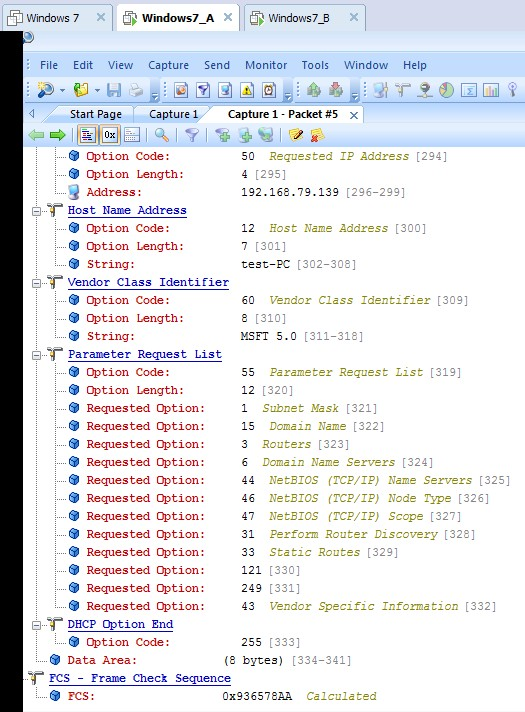 Windows 7 Windows7_A Windows7_B
File Edit View Capture Send Monitor Tools Window Help
Start Page Capture 1 Capture 1 - Packet #5
Option Code: 50 Requested IP Address [294]
Option Length: 4 [295]
Address: 192.168.79.139 [296-299]
Host Name Address
Option Code: 12 Host Name Address [300]
Option Length: 7 [301]
String: test-PC [302-308]
Vendor Class Identifier
Option Code: 60 Vendor Class Identifier [309]
Option Length: 8 [310]
String: MSFT 5.0 [311-318]
Parameter Request List
Option Code: 55 Parameter Request List [319]
Option Length: 12 [320]
Requested Option: 1 Subnet Mask [321]
Requested Option: 15 Domain Name [322]
Requested Option: 3 Routers [323]
Requested Option: 6 Domain Name Servers [324]
Requested Option: 44 NetBIOS (TCP/IP) Name Servers [325]
Requested Option: 46 NetBIOS (TCP/IP) Node Type [326]
Requested Option: 47 NetBIOS (TCP/IP) Scope [327]
Requested Option: 31 Perform Router Discovery [328]
Requested Option: 33 Static Routes [329]
Requested Option: 121 [330]
Requested Option: 249 [331]
Requested Option: 43 Vendor Specific Information [332]
DHCP Option End
Option Code: 255 [333]
Data Area: (8 bytes) [334-341]
FCS - Frame Check Sequence
FCS: 0x936578AA Calculated